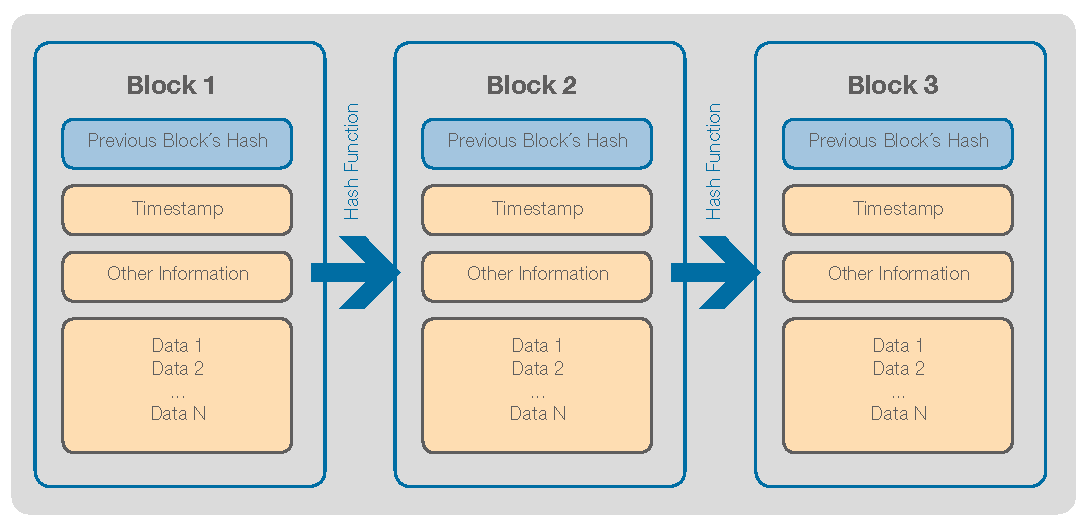 Block 1
Previous Block´s Hash
Timestamp
Other Information
Data 1
Data 2
...
Data N
Hash Function
Block 2
Previous Block´s Hash
Timestamp
Other Information
Data 1
Data 2
...
Data N
Hash Function
Block 3
Previous Block´s Hash
Timestamp
Other Information
Data 1
Data 2
...
Data N